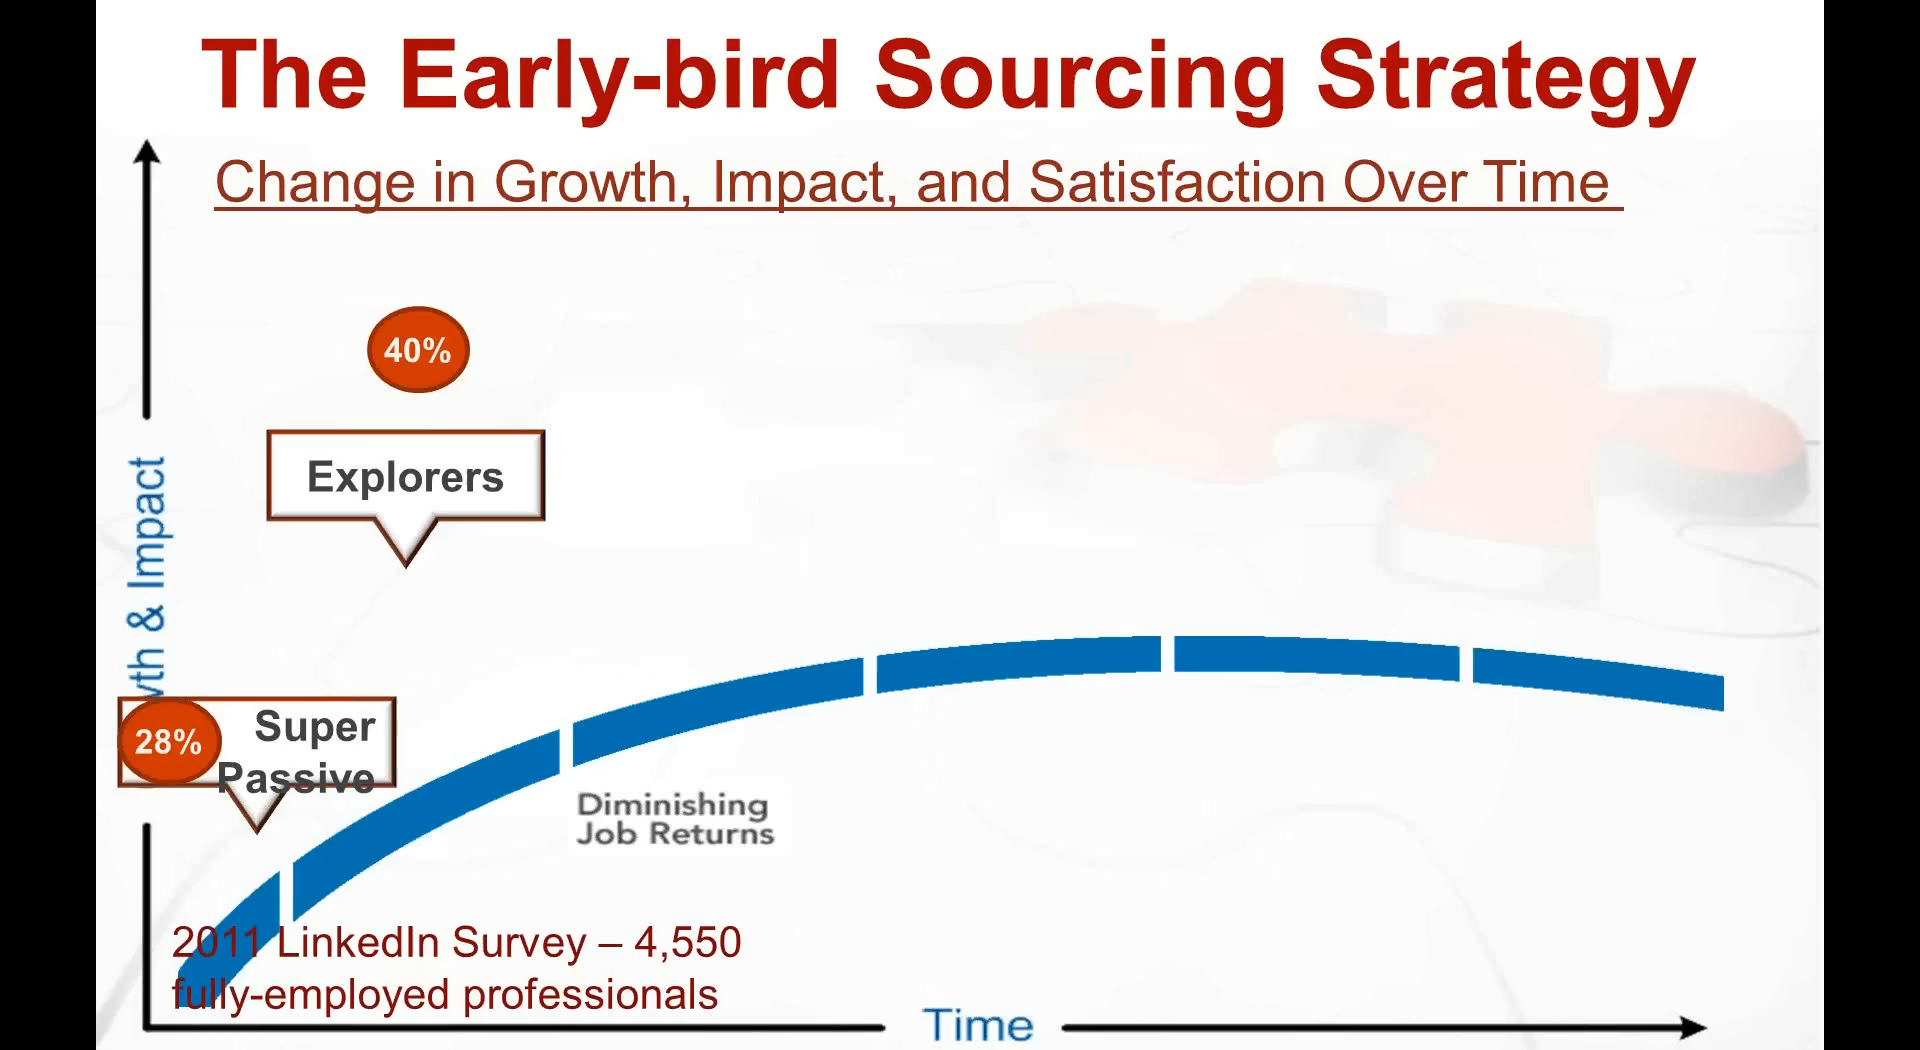 The Early-bird Sourcing Strategy
Change in Growth, Impact, and Satisfaction Over Time
40%
Explorers
& Impact
28%
Super
Passive
Diminishing
Job Returns
2011 LinkedIn Survey – 4,550
fully-employed professionals
Time